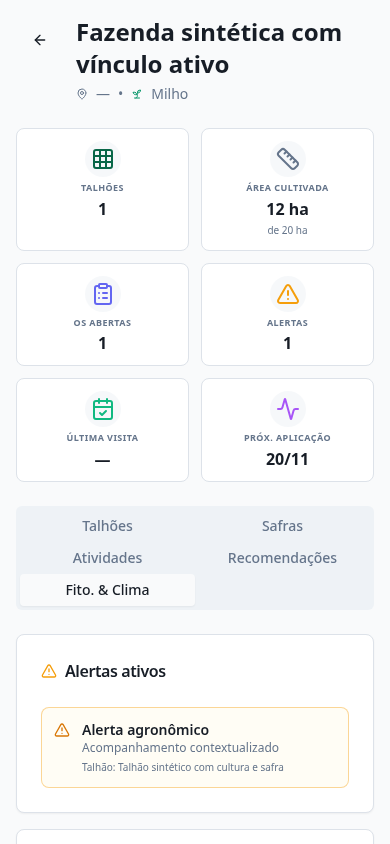 Fazenda sintética com
vínculo ativo
— • Milho
TALHÕES
1
ÁREA CULTIVADA
12 ha
de 20 ha
OS ABERTAS
1
ALERTAS
1
ÚLTIMA VISITA
—
PRÓX. APLICAÇÃO
20/11
Talhões
Safras
Atividades
Recomendações
Fito. & Clima
Alertas ativos
Alerta agronômico
Acompanhamento contextualizado
Talhão: Talhão sintético com cultura e safra